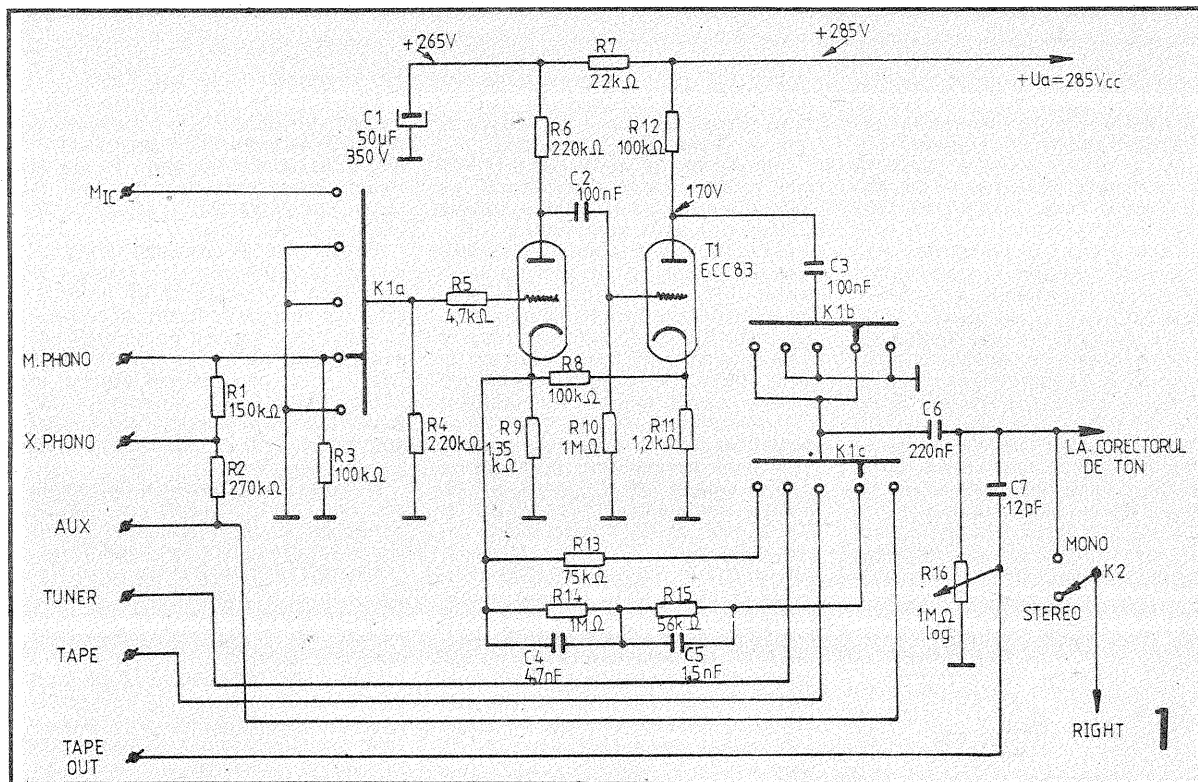 +265V
R7
22kΩ
+285V
+Ua=285Vcc
C1
50uF
350V
R6
220kΩ
R12
100kΩ
C2
100nF
170V
MIC
T1
ECC83
C3
100nF
K1a
R5
4,7kΩ
K1b
M.PHONO
R1
150kΩ
R8
100kΩ
X.PHONO
R2
270kΩ
R3
100kΩ
R4
220kΩ
R9
1,35
kΩ
R10
1MΩ
R11
1,2kΩ
C6
220nF
LA CORECTORUL
DE TON
K1c
C7
12pF
AUX
R13
75kΩ
MONO
K2
TUNER
R14
1MΩ
R15
56kΩ
R16
1MΩ
log
STEREO
TAPE
C4
4,7nF
C5
1,5nF
RIGHT
1
TAPE
OUT